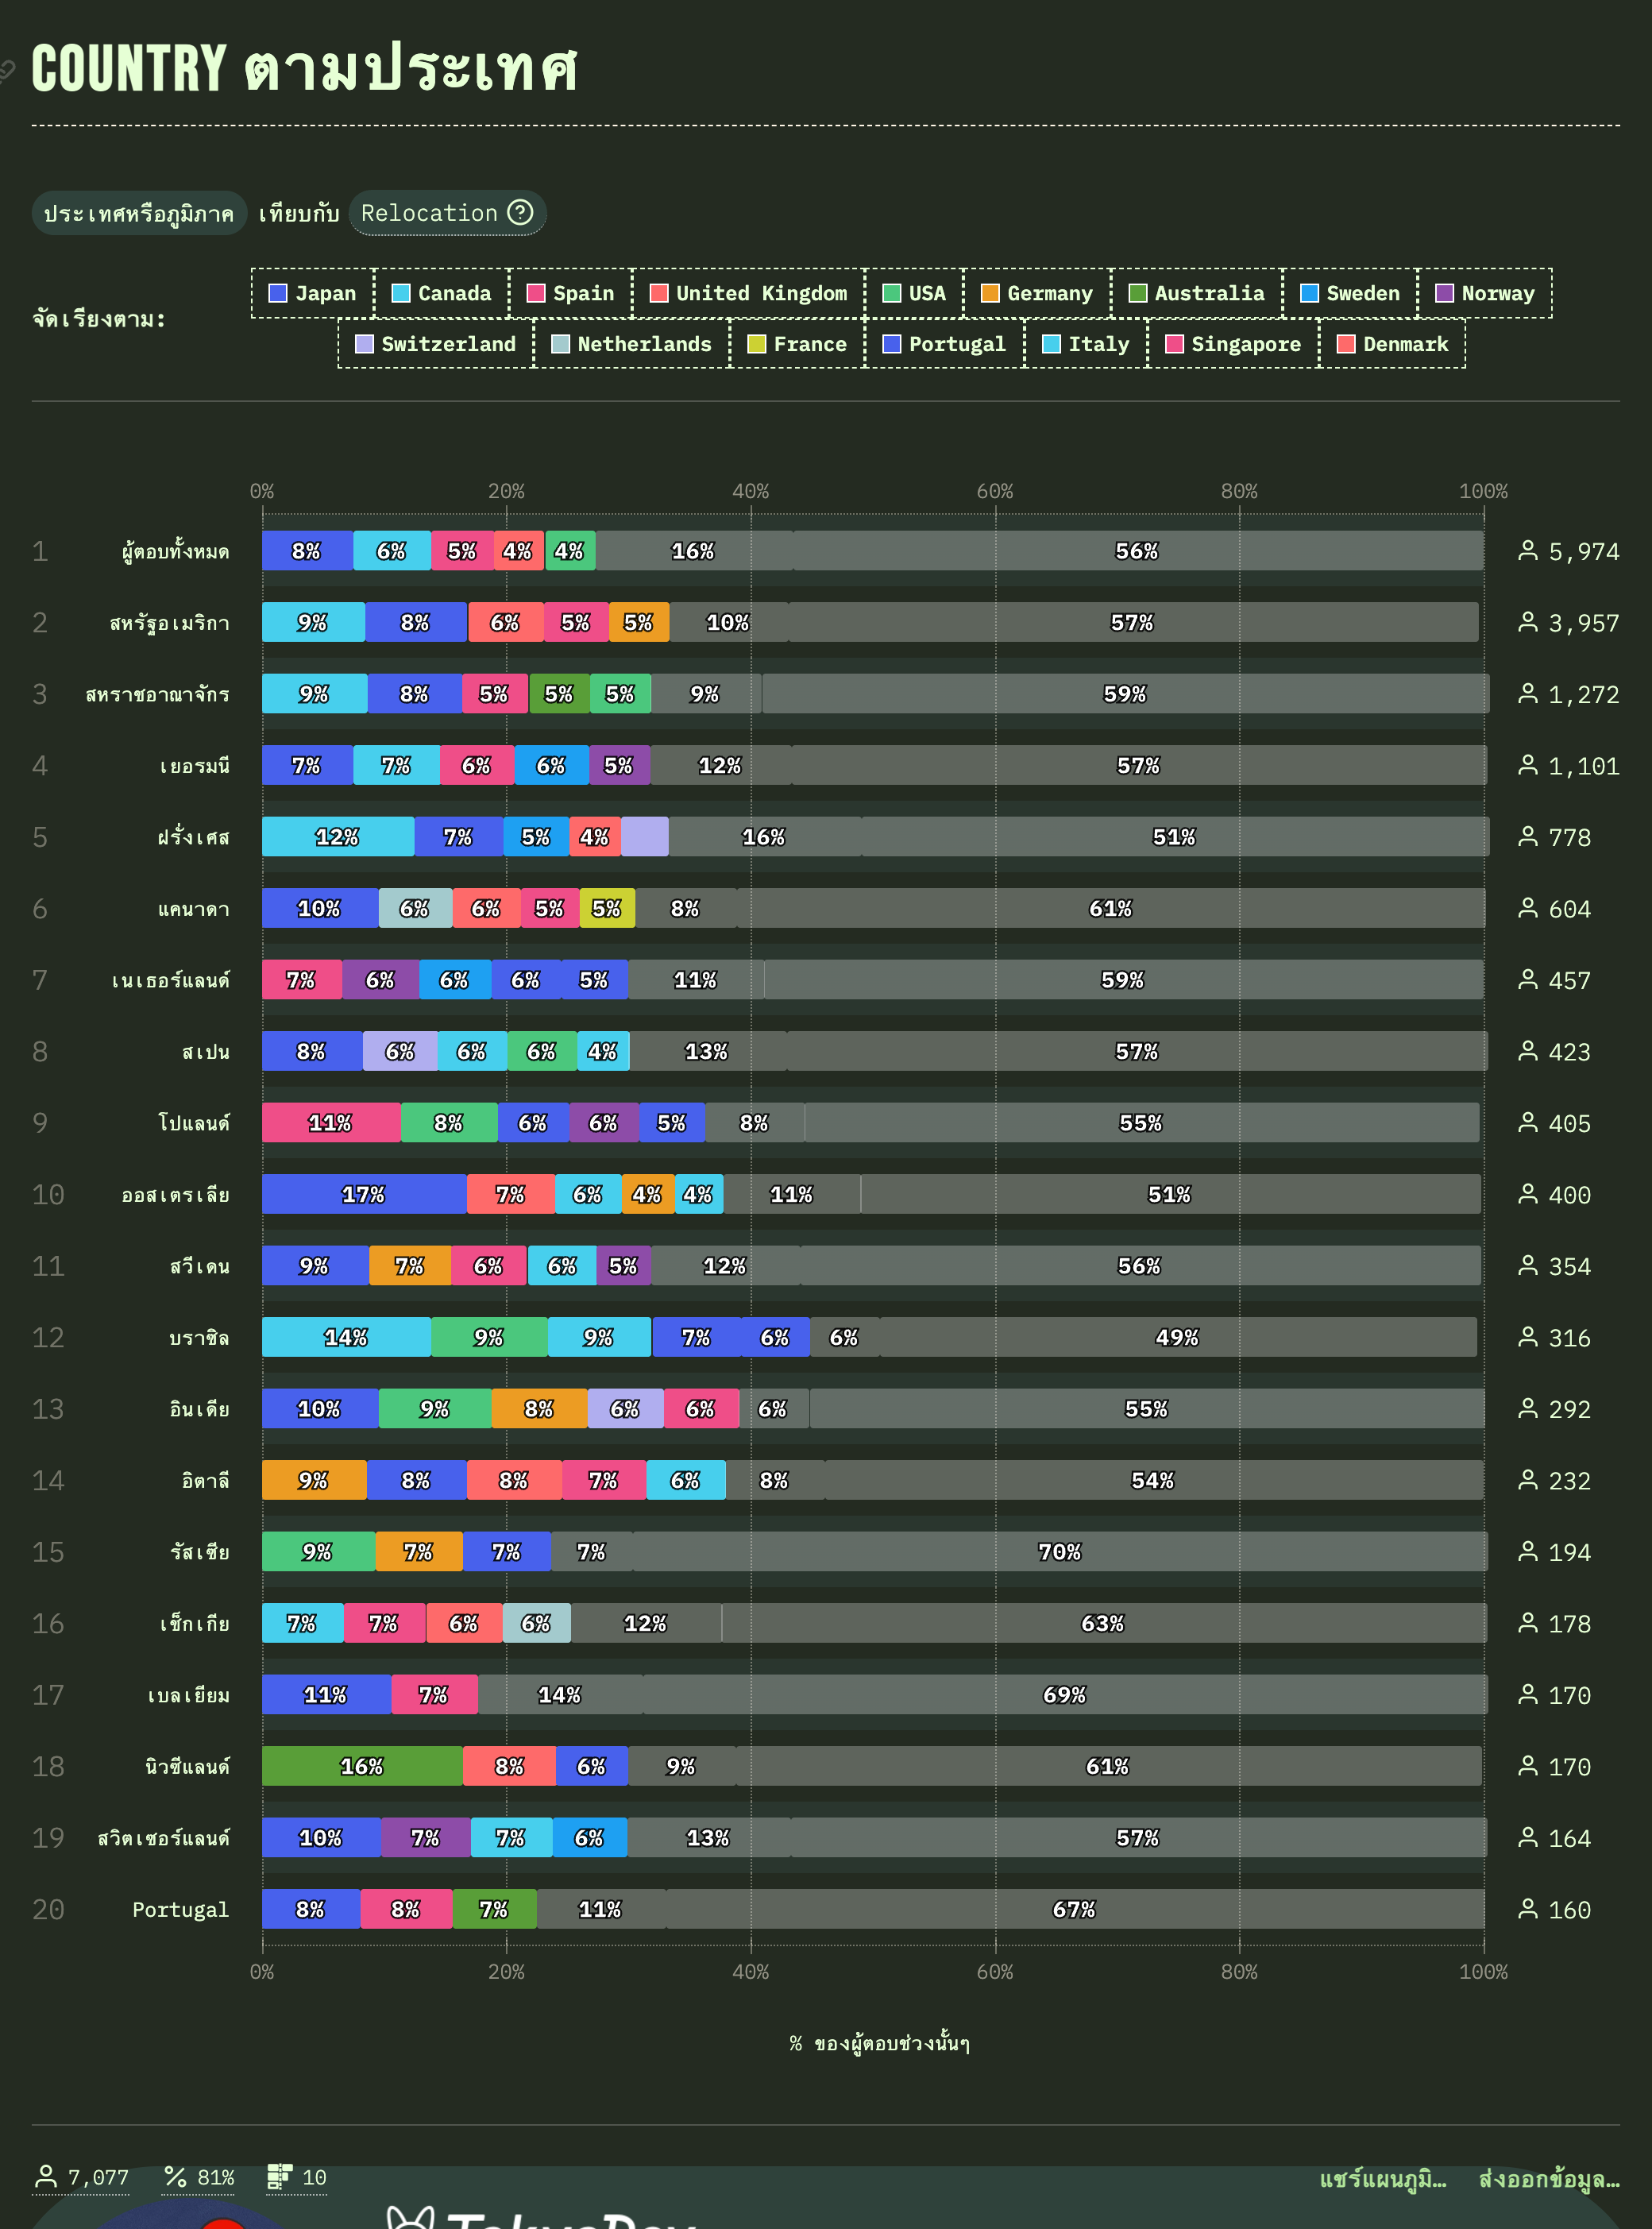 COUNTRY ตามประเทศ
ประเทศหรือภูมิภาค เทียบกับ Relocation ?
จัดเรียงตาม:
Japan Canada Spain United Kingdom USA Germany Australia Sweden Norway
Switzerland Netherlands France Portugal Italy Singapore Denmark
0% 20% 40% 60% 80% 100%
1 ผู้ตอบทั้งหมด 8% 6% 5% 4% 4% 16% 56% 5,974
2 สหรัฐอเมริกา 9% 8% 6% 5% 5% 10% 57% 3,957
3 สหราชอาณาจักร 9% 8% 5% 5% 5% 9% 59% 1,272
4 เยอรมนี 7% 7% 6% 6% 5% 12% 57% 1,101
5 ฝรั่งเศส 12% 7% 5% 4% 16% 51% 778
6 แคนาดา 10% 6% 6% 5% 5% 8% 61% 604
7 เนเธอร์แลนด์ 7% 6% 6% 6% 5% 11% 59% 457
8 สเปน 8% 6% 6% 6% 4% 13% 57% 423
9 โปแลนด์ 11% 8% 6% 6% 5% 8% 55% 405
10 ออสเตรเลีย 17% 7% 6% 4% 4% 11% 51% 400
11 สวีเดน 9% 7% 6% 6% 5% 12% 56% 354
12 บราซิล 14% 9% 9% 7% 6% 6% 49% 316
13 อินเดีย 10% 9% 8% 6% 6% 6% 55% 292
14 อิตาลี 9% 8% 8% 7% 6% 8% 54% 232
15 รัสเซีย 9% 7% 7% 7% 70% 194
16 เช็กเกีย 7% 7% 6% 6% 12% 63% 178
17 เบลเยียม 11% 7% 14% 69% 170
18 นิวซีแลนด์ 16% 8% 6% 9% 61% 170
19 สวิตเซอร์แลนด์ 10% 7% 7% 6% 13% 57% 164
20 Portugal 8% 8% 7% 11% 67% 160
0% 20% 40% 60% 80% 100%
% ของผู้ตอบช่วงนั้นๆ
7,077 % 81% 10 แชร์แผนภูมิ… ส่งออกข้อมูล…
TokyoDev